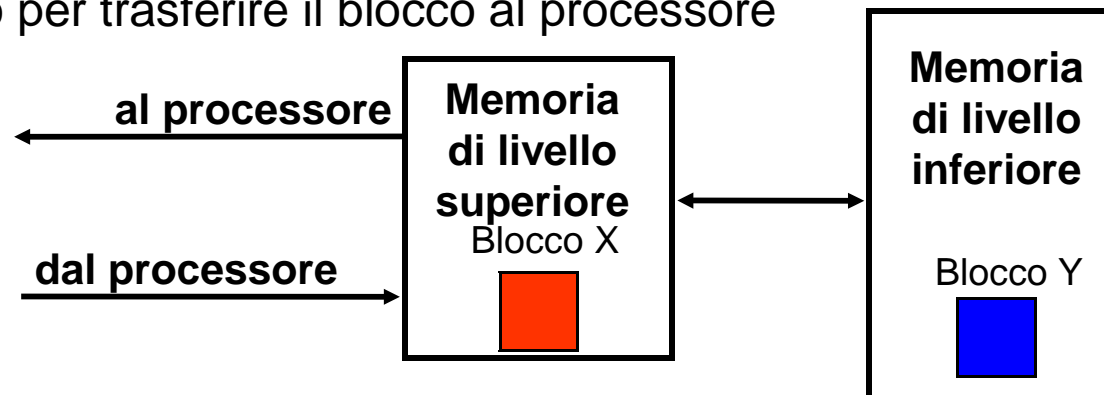 o per trasferire il blocco al processore
al processore
dal processore
Memoria
di livello
superiore
Blocco X
Memoria
di livello
inferiore
Blocco Y